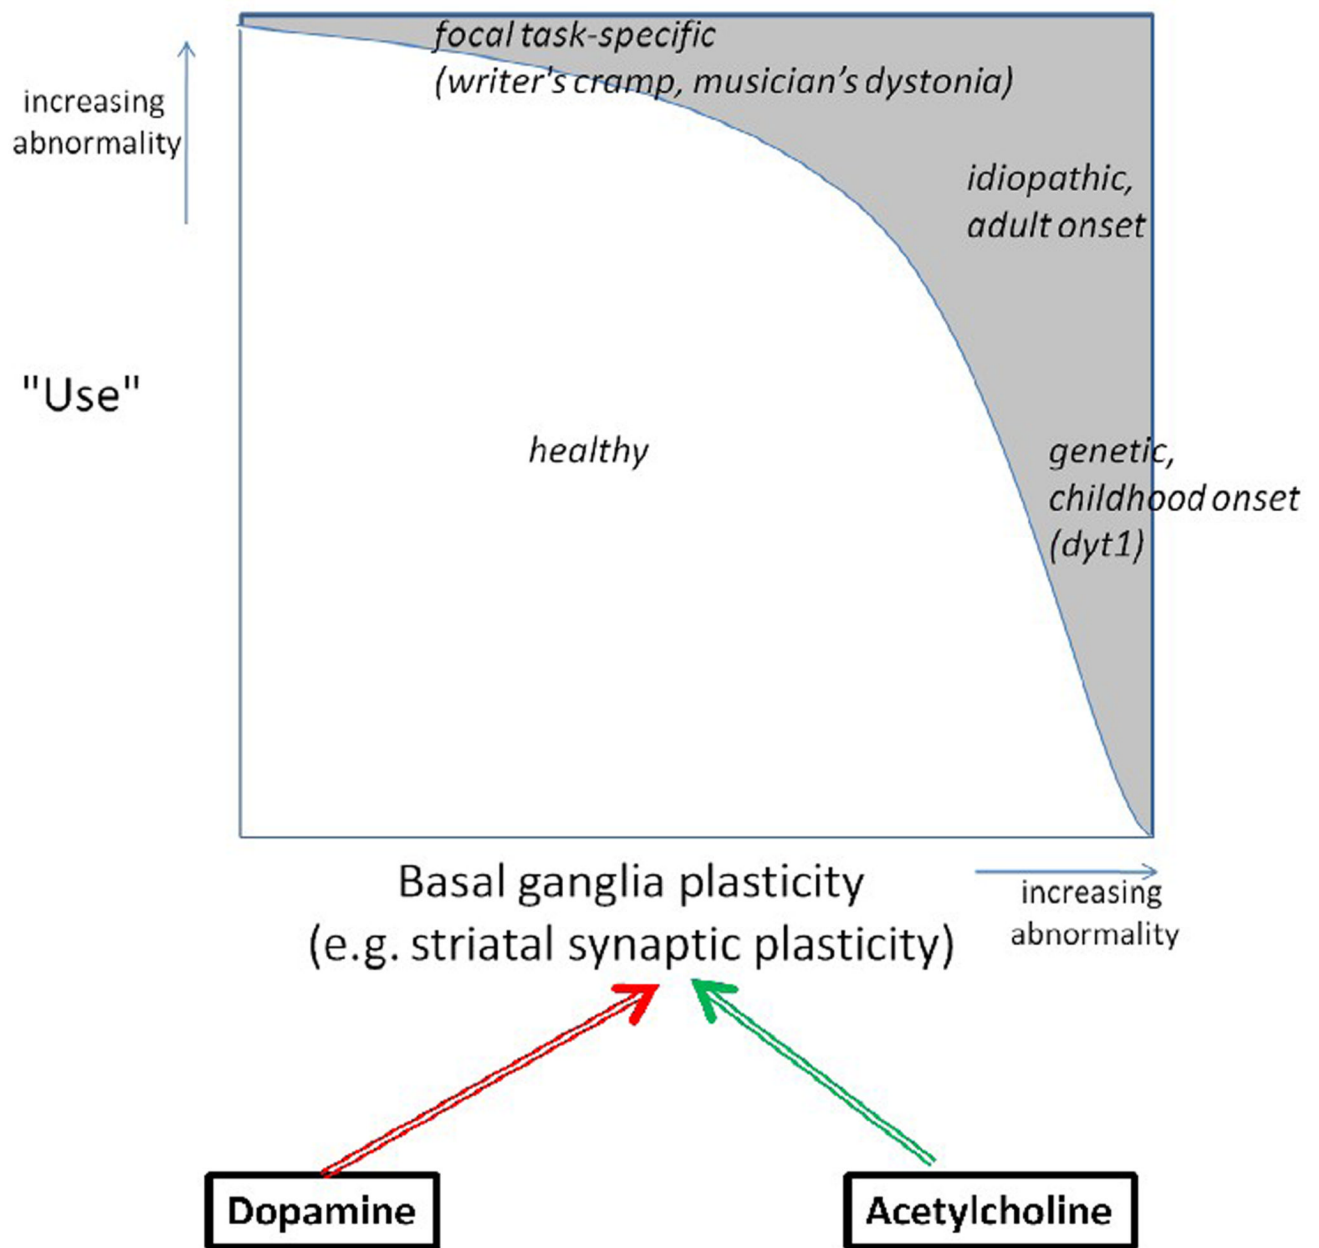 focal task-specific
(writer's cramp, musician’s dystonia)
increasing
abnormality
idiopathic,
adult onset
"Use"
healthy
genetic,
childhood onset
(dyt1)
Basal ganglia plasticity
(e.g. striatal synaptic plasticity)
increasing
abnormality
Dopamine
Acetylcholine